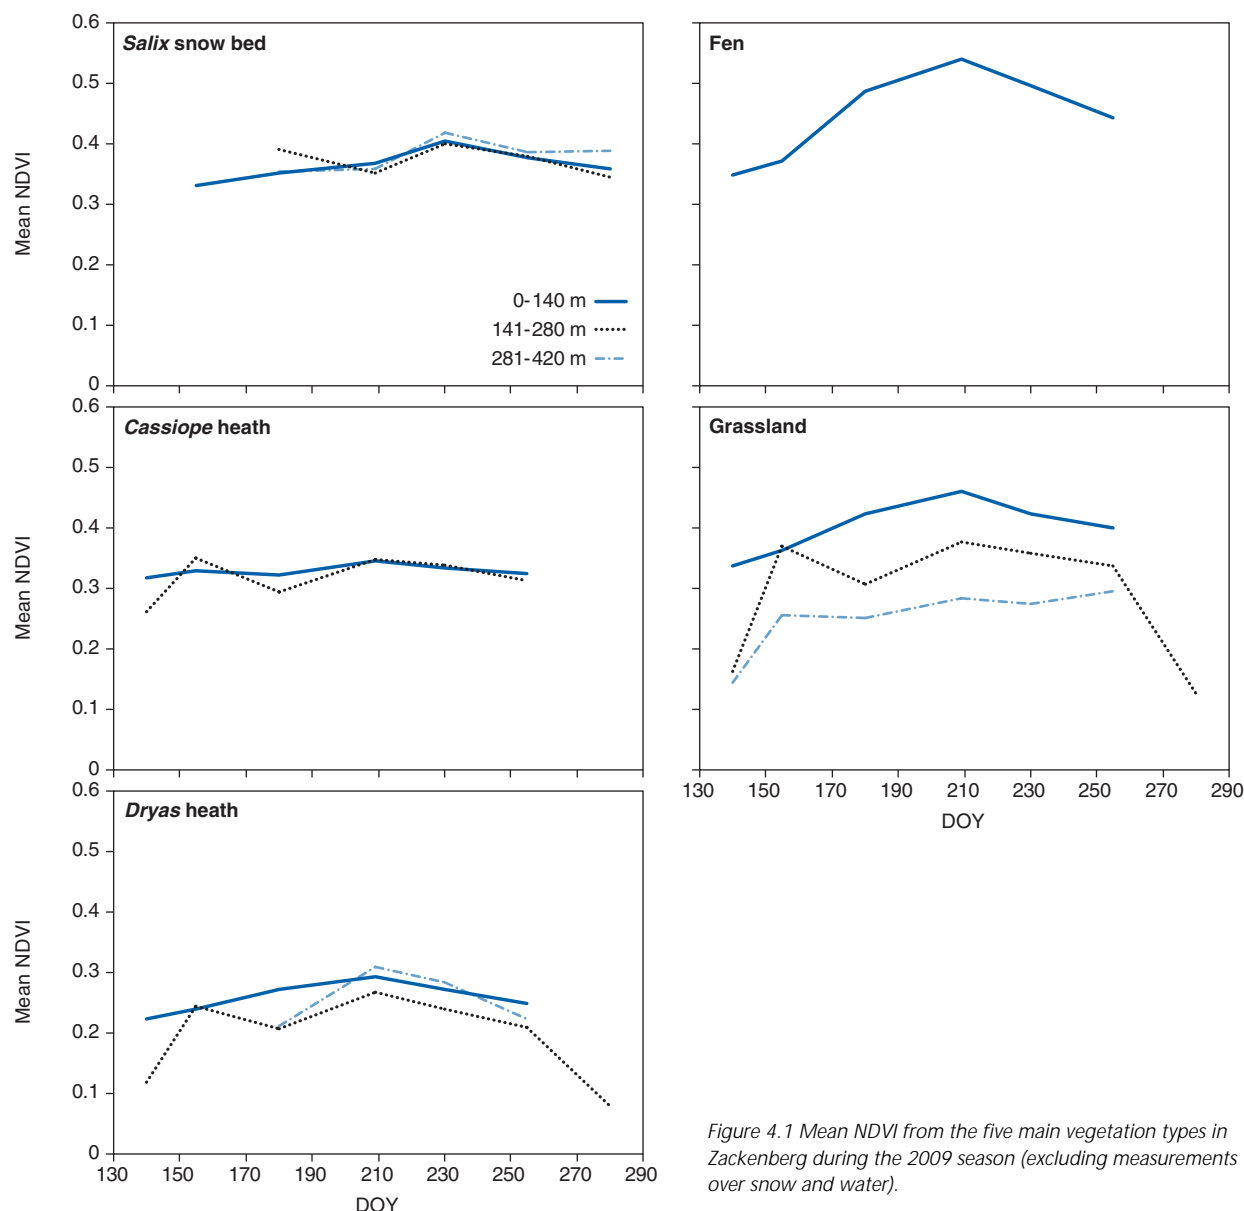 Salix snow bed
Mean NDVI
0.6
0.5
0.4
0.3
0.2
0.1
0
0-140 m
141-280 m
281-420 m
Fen
Cassiope heath
Mean NDVI
0.6
0.5
0.4
0.3
0.2
0.1
0
Grassland
130 150 170 190 210 230 250 270 290
DOY
Dryas heath
Mean NDVI
0.6
0.5
0.4
0.3
0.2
0.1
0
130 150 170 190 210 230 250 270 290
DOY
Figure 4.1 Mean NDVI from the five main vegetation types in
Zackenberg during the 2009 season (excluding measurements
over snow and water).